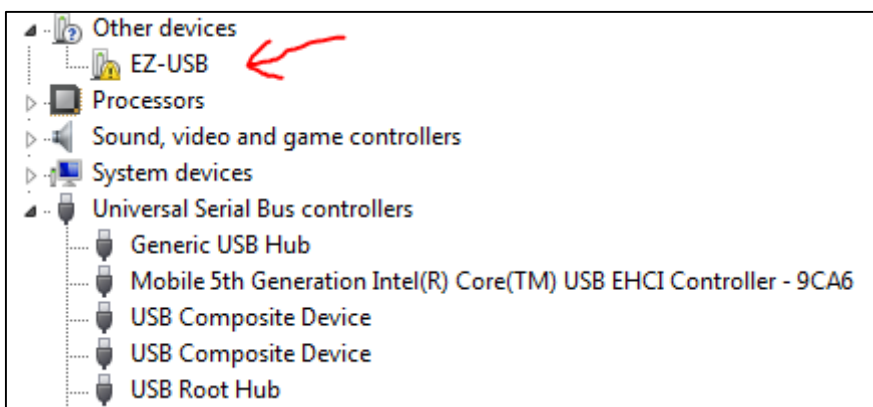 Other devices
EZ-USB
Processors
Sound, video and game controllers
System devices
Universal Serial Bus controllers
Generic USB Hub
Mobile 5th Generation Intel(R) Core(TM) USB EHCI Controller - 9CA6
USB Composite Device
USB Composite Device
USB Root Hub